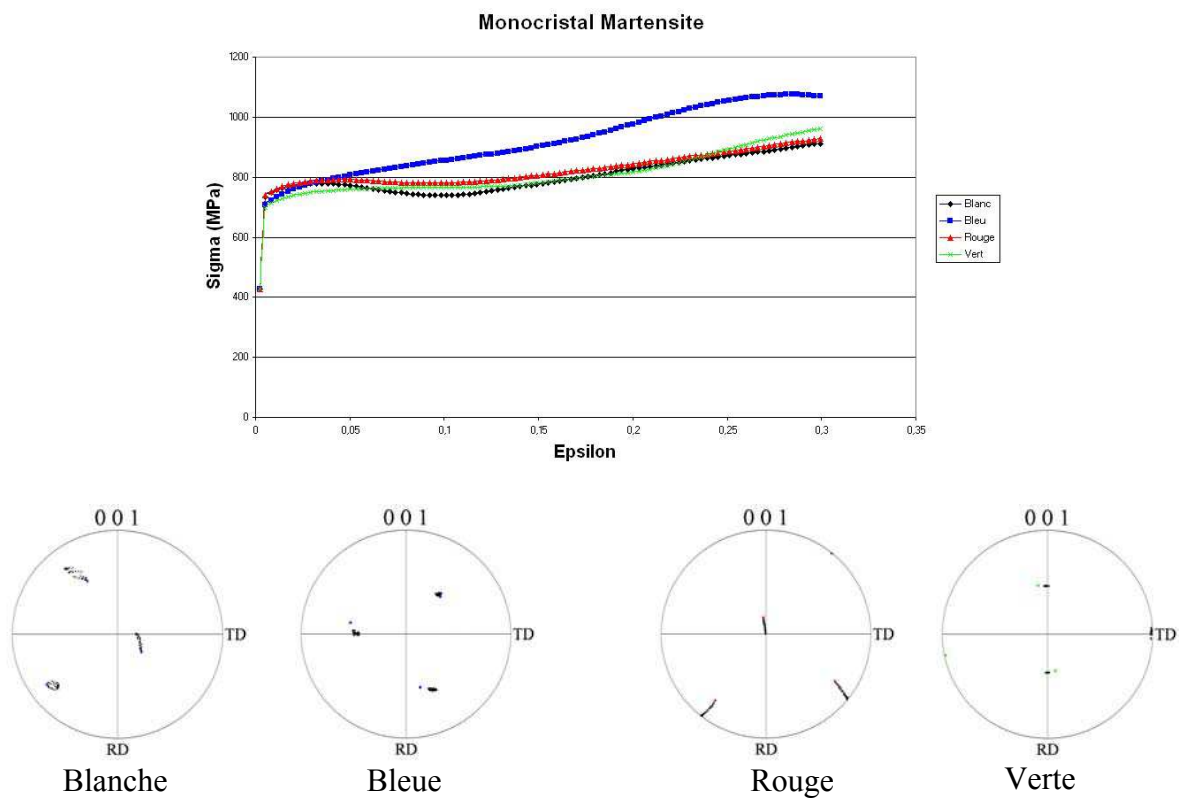 Monocristal Martensite
Sigma (MPa)
1200
1000
800
600
400
200
0
0
0,05
0,1
0,15
0,2
0,25
0,3
0,35
Epsilon
Blanc
Bleu
Rouge
Vert
0 0 1
0 0 1
0 0 1
0 0 1
TD
TD
TD
TD
RD
RD
RD
RD
Blanche
Bleue
Rouge
Verte